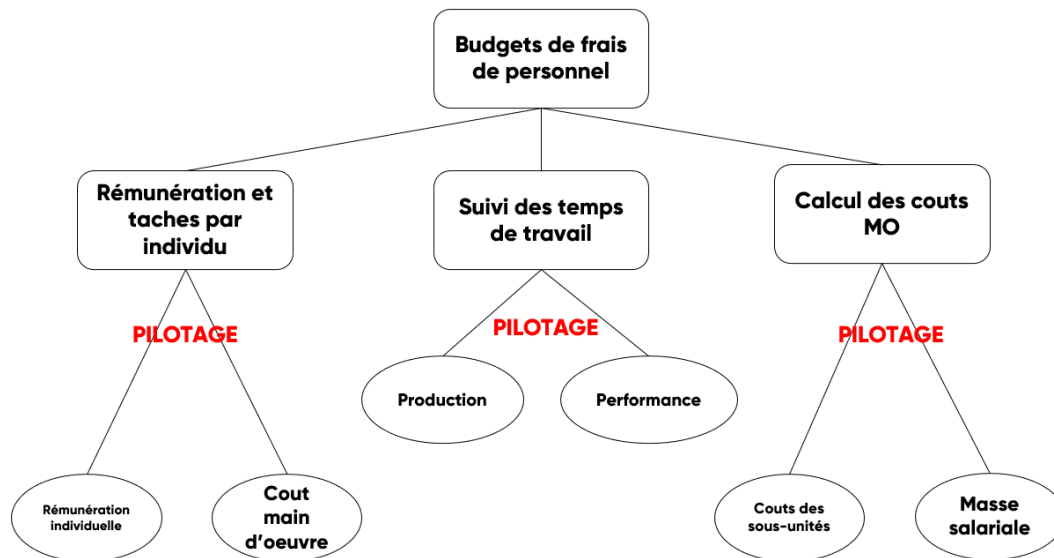 Budgets de frais
de personnel
Rémunération et
taches par
individu
Suivi des temps
de travail
Calcul des couts
MO
PILOTAGE
PILOTAGE
PILOTAGE
Production
Performance
Rémunération
individuelle
Cout
main
d'oeuvre
Couts des
sous-unités
Masse
salariale